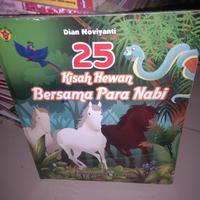 Dian Noviyanti
25
Kisah Hewan
Bersama Para Nabi